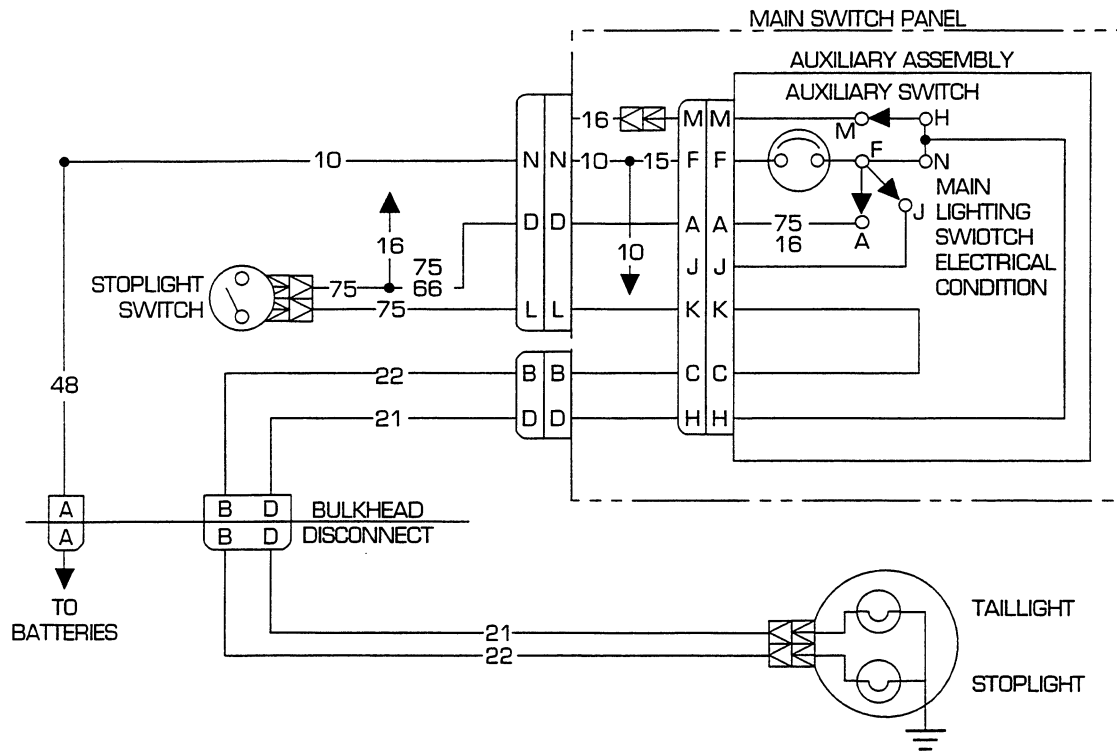 MAIN SWITCH PANEL
AUXILIARY ASSEMBLY
AUXILIARY SWITCH
16 M M M H
10 N N 10 15 F F F N
MAIN
LIGHTING
SWIOTCH
ELECTRICAL
CONDITION
J
D D A A 75
16
A
16
10
75
66
J J
STOPLIGHT
SWITCH
75
75
L L K K
48
22 B B C C
21 D D H H
A
A
B D
B D
BULKHEAD
DISCONNECT
TO
BATTERIES
21
22
TAILLIGHT
STOPLIGHT